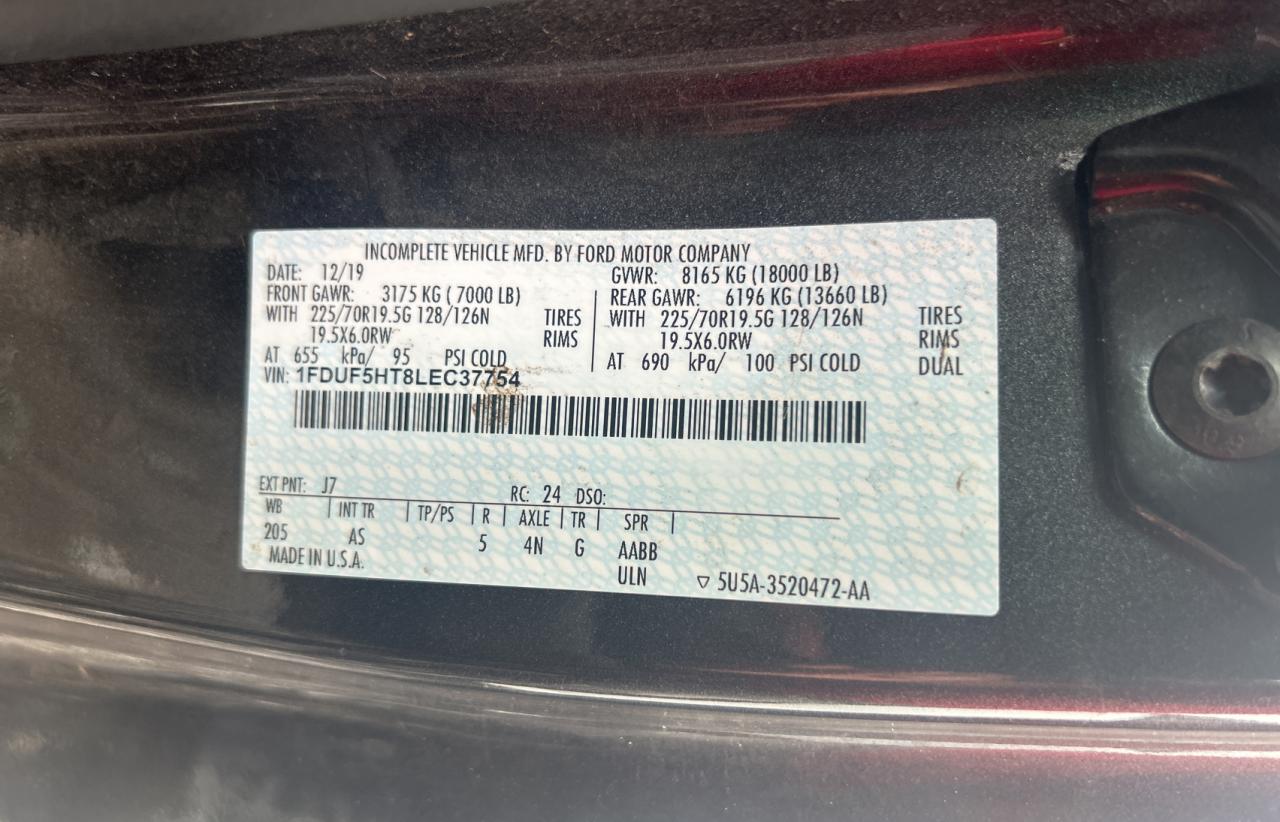 INCOMPLETE VEHICLE MFD. BY FORD MOTOR COMPANY
DATE: 12/19 GVWR: 8165 KG (18000 LB)
FRONT GAWR: 3175 KG ( 7000 LB) REAR GAWR: 6196 KG (13660 LB)
WITH 225/70R19.5G 128/126N TIRES WITH 225/70R19.5G 128/126N TIRES
19.5X6.0RW RIMS 19.5X6.0RW RIMS
AT 655 kPa/ 95 PSI COLD AT 690 kPa/ 100 PSI COLD DUAL
VIN: 1FDUF5HT8LEC37754
EXT PNT: J7 RC: 24 DSO:
WB INT TR TP/PS R AXLE TR SPR
205 AS 5 4N G AABB
MADE IN U.S.A. ULN ▽ 5U5A-3520472-AA